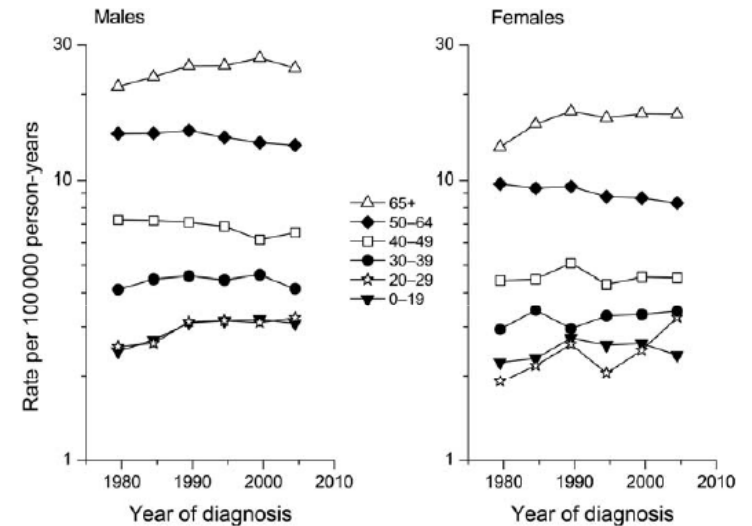 Males
Females
Rate per 100 000 person-years
30
10
1
1980 1990 2000 2010
Year of diagnosis
65+
50–64
40–49
30–39
20–29
0–19
30
10
1
1980 1990 2000 2010
Year of diagnosis